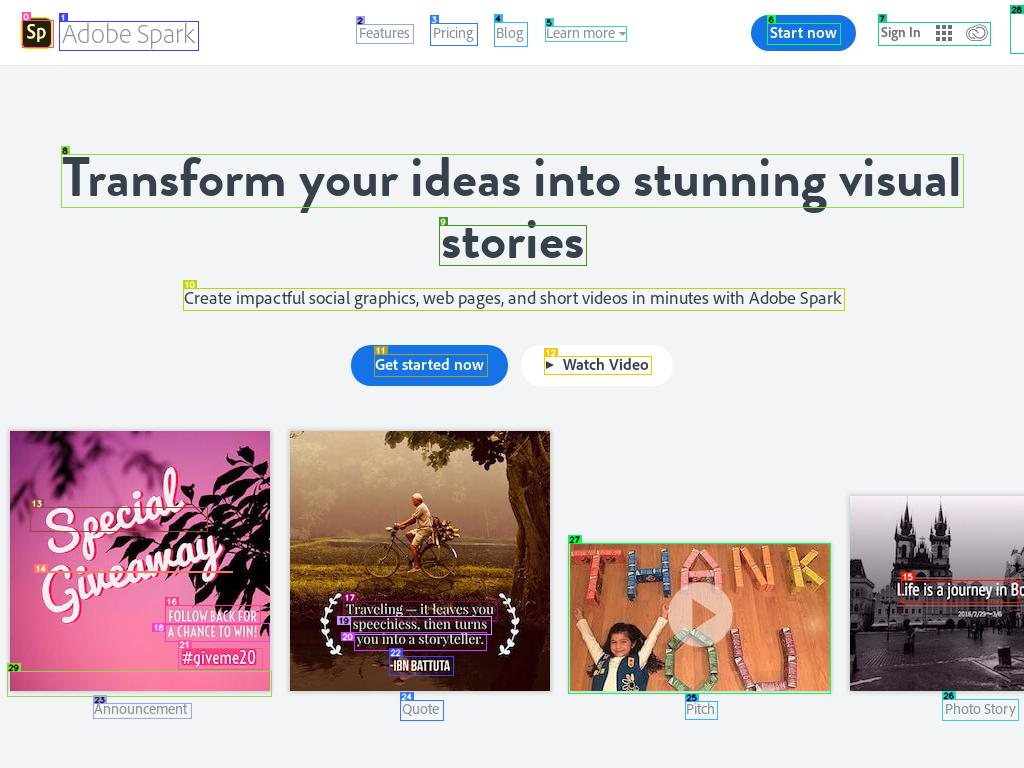 Sp Adobe Spark Features Pricing Blog Learn more Start now Sign In
Transform your ideas into stunning visual
stories
Create impactful social graphics, web pages, and short videos in minutes with Adobe Spark
Get started now Watch Video
Special
Giveaway
FOLLOW BACK FOR
A CHANCE TO WIN!
#giveme20
Traveling — it leaves you
speechless, then turns
you into a storyteller.
-IBN BATTUTA
THANK
YOU
Life is a journey in Bo
2016/2/29～3/6
Announcement Quote Pitch Photo Story